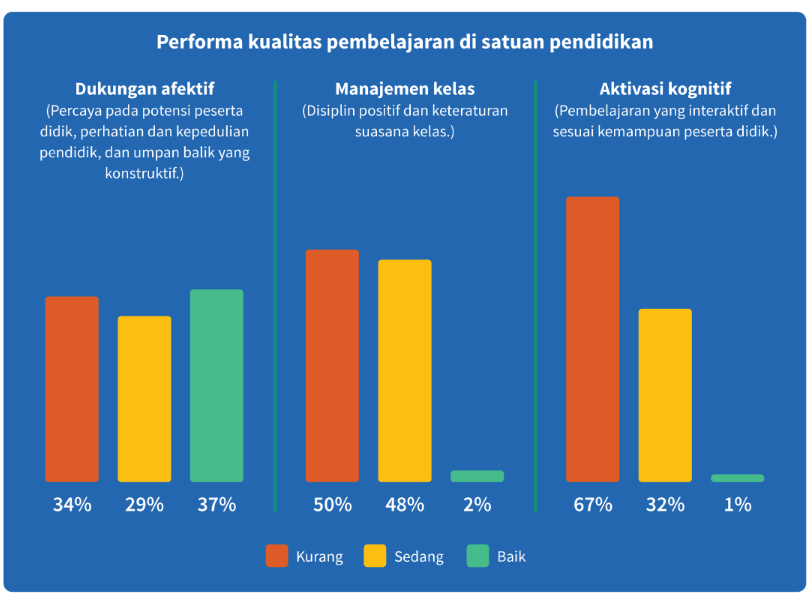 Performa kualitas pembelajaran di satuan pendidikan
Dukungan afektif
(Percaya pada potensi peserta
didik, perhatian dan kepedulian
pendidik, dan umpan balik yang
konstruktif.)
Manajemen kelas
(Disiplin positif dan keteraturan
suasana kelas.)
Aktivasi kognitif
(Pembelajaran yang interaktif dan
sesuai kemampuan peserta didik.)
34% 29% 37%
50% 48% 2%
67% 32% 1%
Kurang Sedang Baik